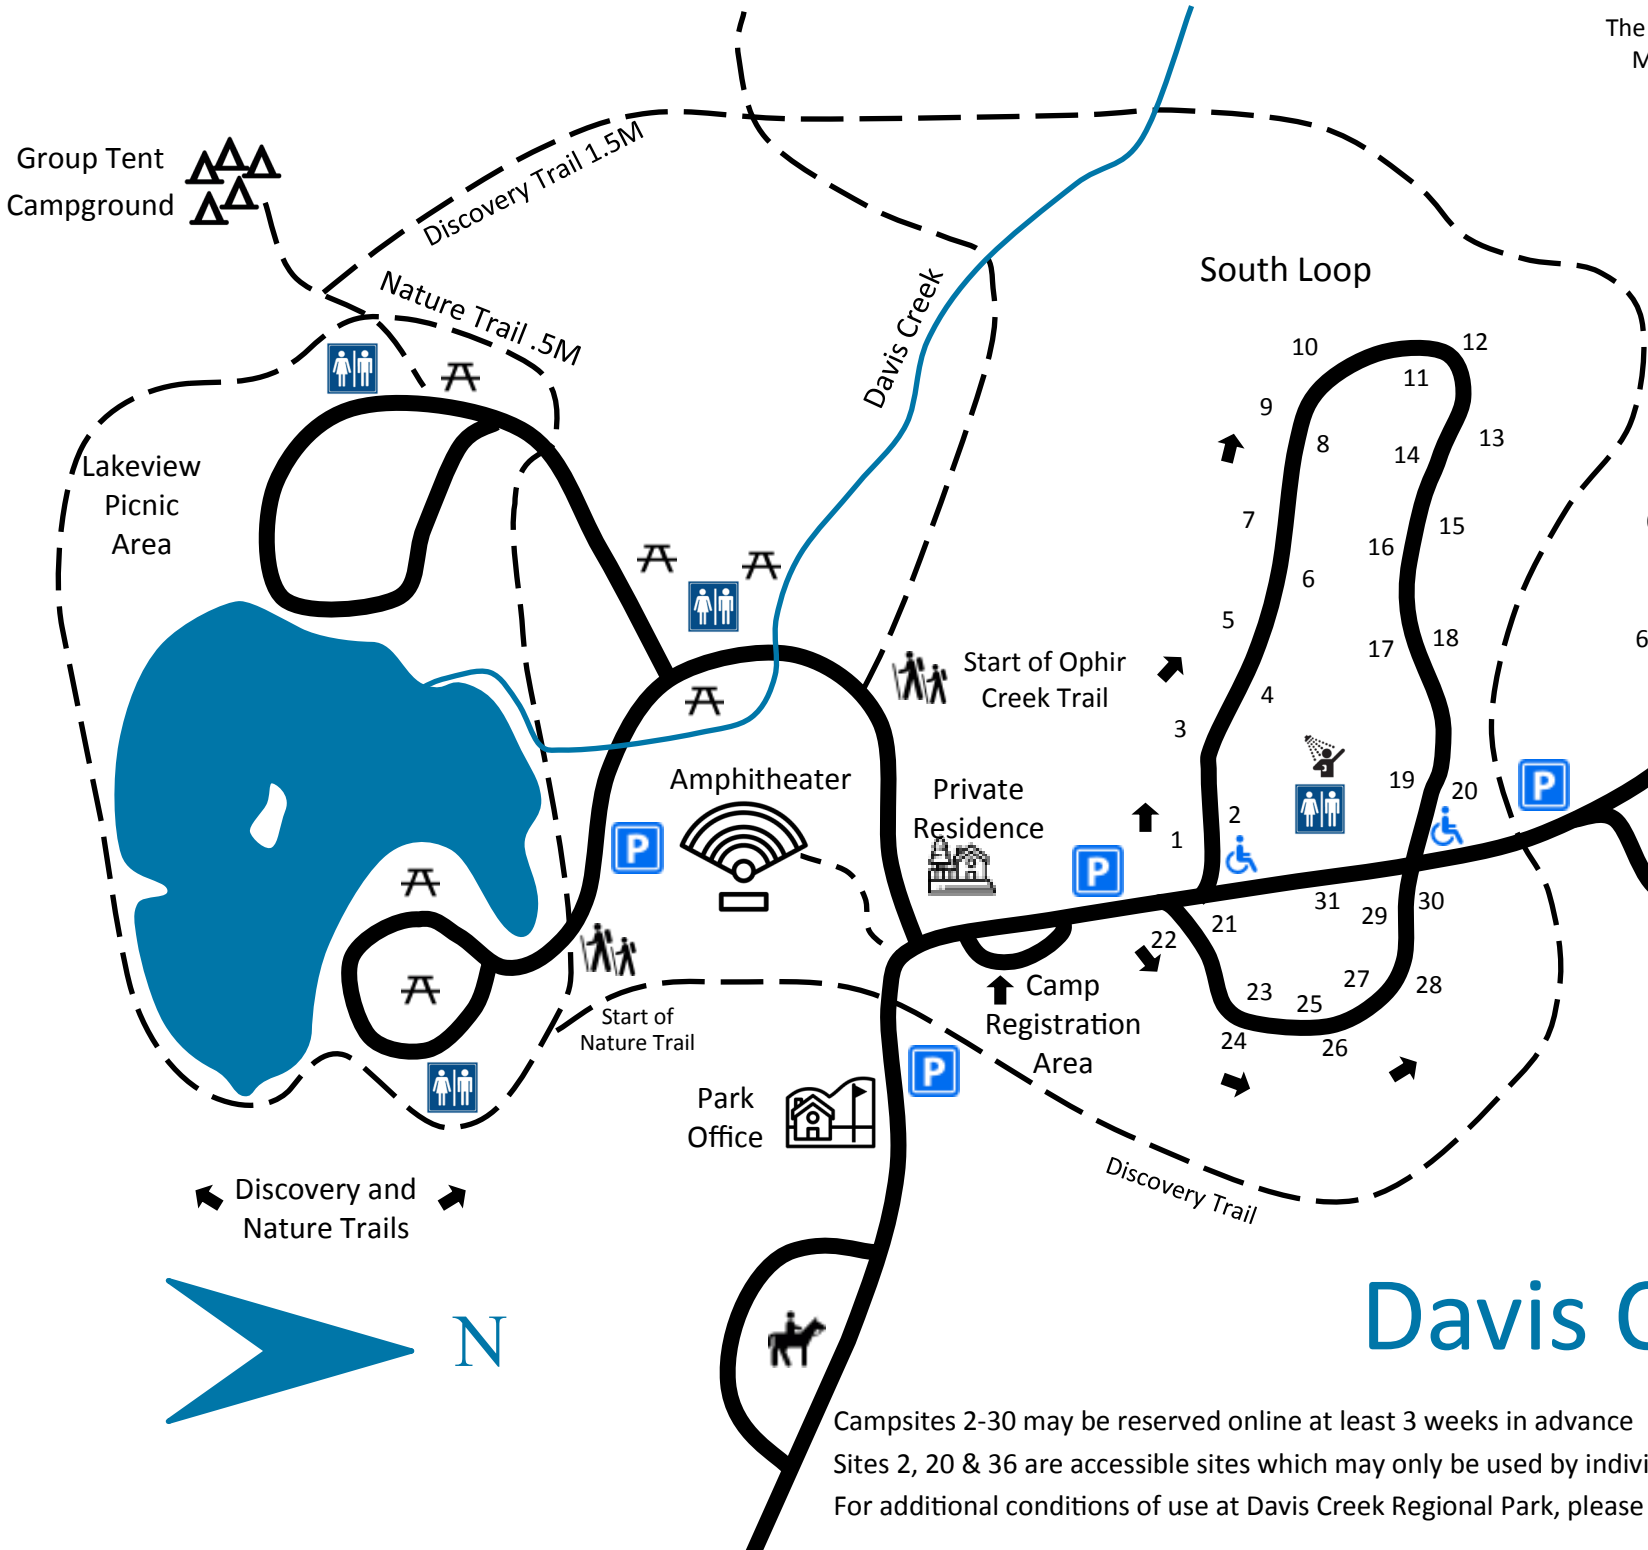 The
M
Group Tent
Campground
Discovery Trail 1.5M
Nature Trail .5M
Davis Creek
South Loop
Lakeview
Picnic
Area
10
12
11
9
8
13
14
7
15
16
6
5
17
18
4
3
19
20
2
1
Start of Ophir
Creek Trail
Amphitheater
Private
Residence
P
P
P
31
30
29
21
22
23
25
27
28
24
26
Camp
Registration
Area
Start of
Nature Trail
P
Park
Office
Discovery Trail
Discovery and
Nature Trails
N
6
Davis C
Campsites 2-30 may be reserved online at least 3 weeks in advance
Sites 2, 20 & 36 are accessible sites which may only be used by indivi
For additional conditions of use at Davis Creek Regional Park, please